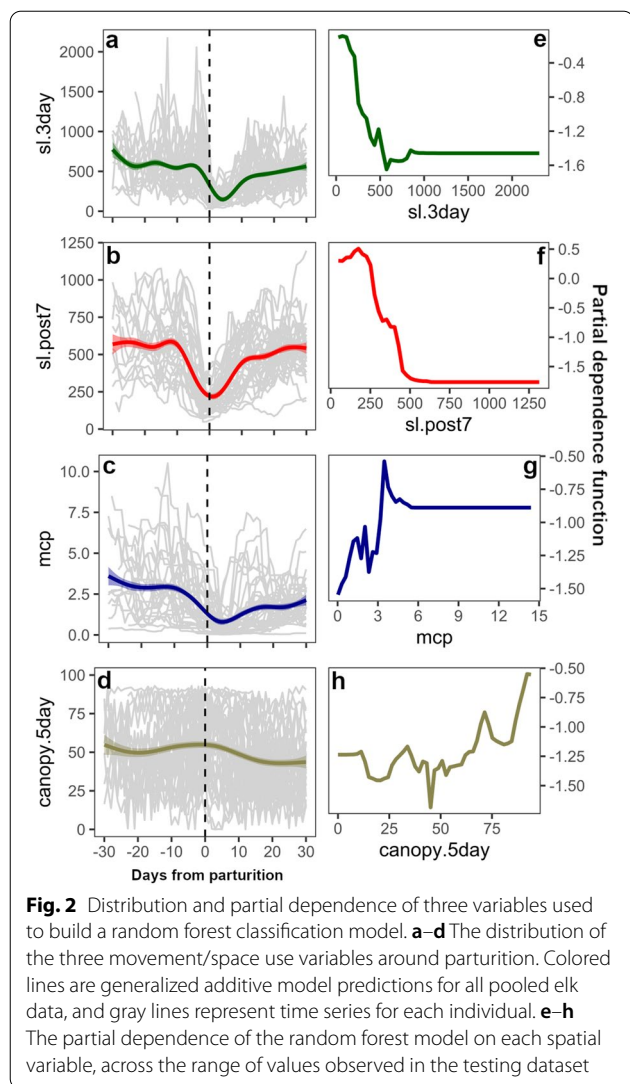 a
sl.3day
2000
1500
1000
500
0
e
-0.4
-0.8
-1.2
-1.6
0 500 1000 1500 2000
sl.3day
b
sl.post7
1250
1000
750
500
250
0
f
0.5
0.0
-0.5
-1.0
-1.5
0 250 500 750 1000 1250
sl.post7
Partial dependence function
c
mcp
10.0
7.5
5.0
2.5
0.0
g
-0.50
-0.75
-1.00
-1.25
-1.50
0 3 6 9 12 15
mcp
d
canopy.5day
100
75
50
25
0
-30 -20 -10 0 10 20 30
Days from parturition
h
-0.50
-0.75
-1.00
-1.25
-1.50
0 25 50 75
canopy.5day
Fig. 2 Distribution and partial dependence of three variables used
to build a random forest classification model. a–d The distribution of
the three movement/space use variables around parturition. Colored
lines are generalized additive model predictions for all pooled elk
data, and gray lines represent time series for each individual. e–h
The partial dependence of the random forest model on each spatial
variable, across the range of values observed in the testing dataset